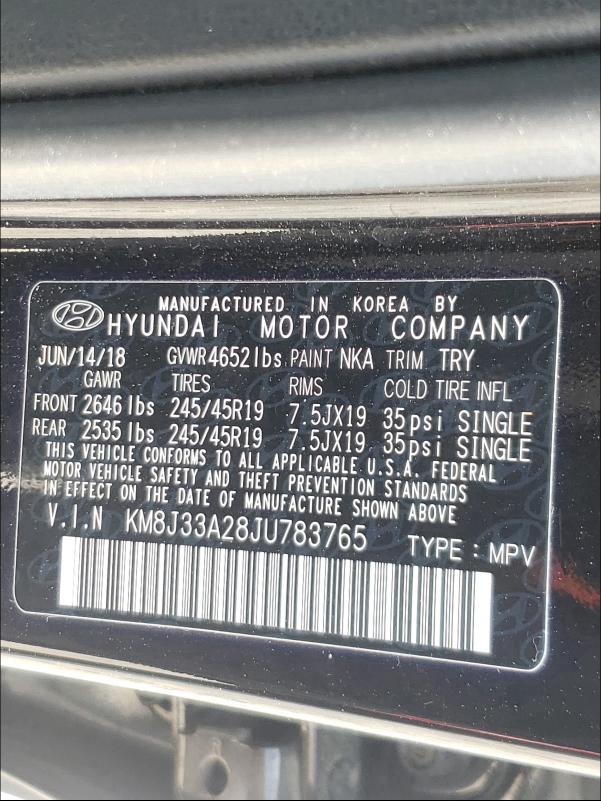 MANUFACTURED IN KOREA BY
HYUNDAI MOTOR COMPANY
JUN/14/18 GVWR 4652 lbs PAINT NKA TRIM TRY
GAWR TIRES RIMS COLD TIRE INFL
FRONT 2646 lbs 245/45R19 7.5JX19 35psi SINGLE
REAR 2535 lbs 245/45R19 7.5JX19 35psi SINGLE
THIS VEHICLE CONFORMS TO ALL APPLICABLE U.S.A. FEDERAL
MOTOR VEHICLE SAFETY AND THEFT PREVENTION STANDARDS
IN EFFECT ON THE DATE OF MANUFACTURE SHOWN ABOVE
V.I.N KM8J33A28JU783765 TYPE : MPV